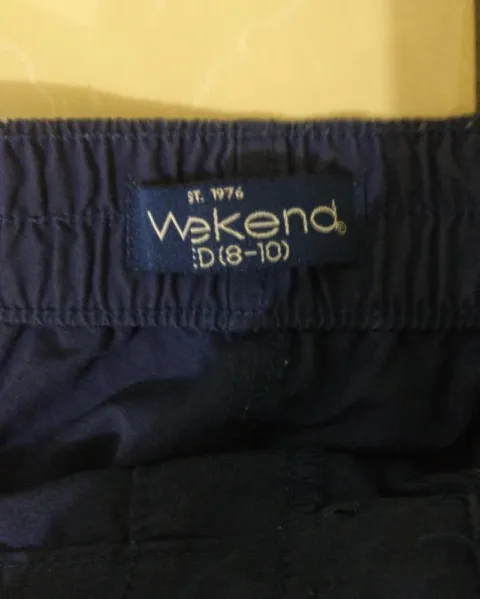 ST. 1976
Wekend®
:D(8-10)